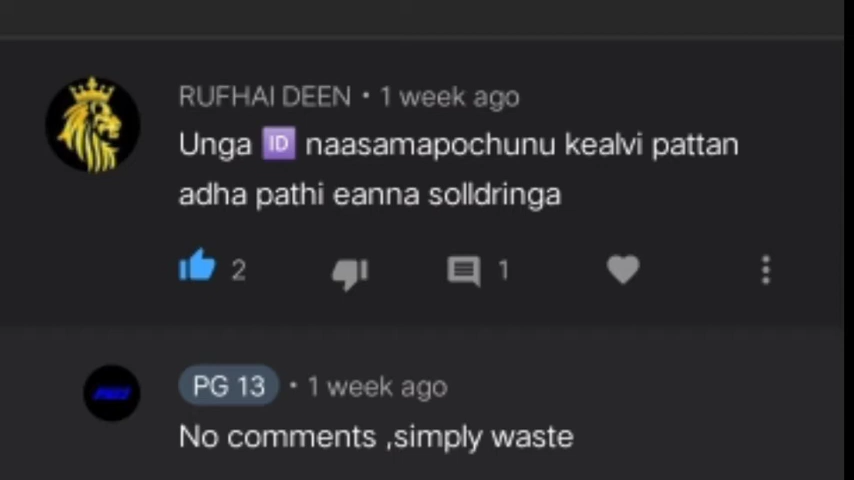 RUFHAI DEEN • 1 week ago
Unga 🆔 naasamapochunu kealvi pattan
adha pathi eanna solldringa
2 1
PG 13 • 1 week ago
No comments ,simply waste